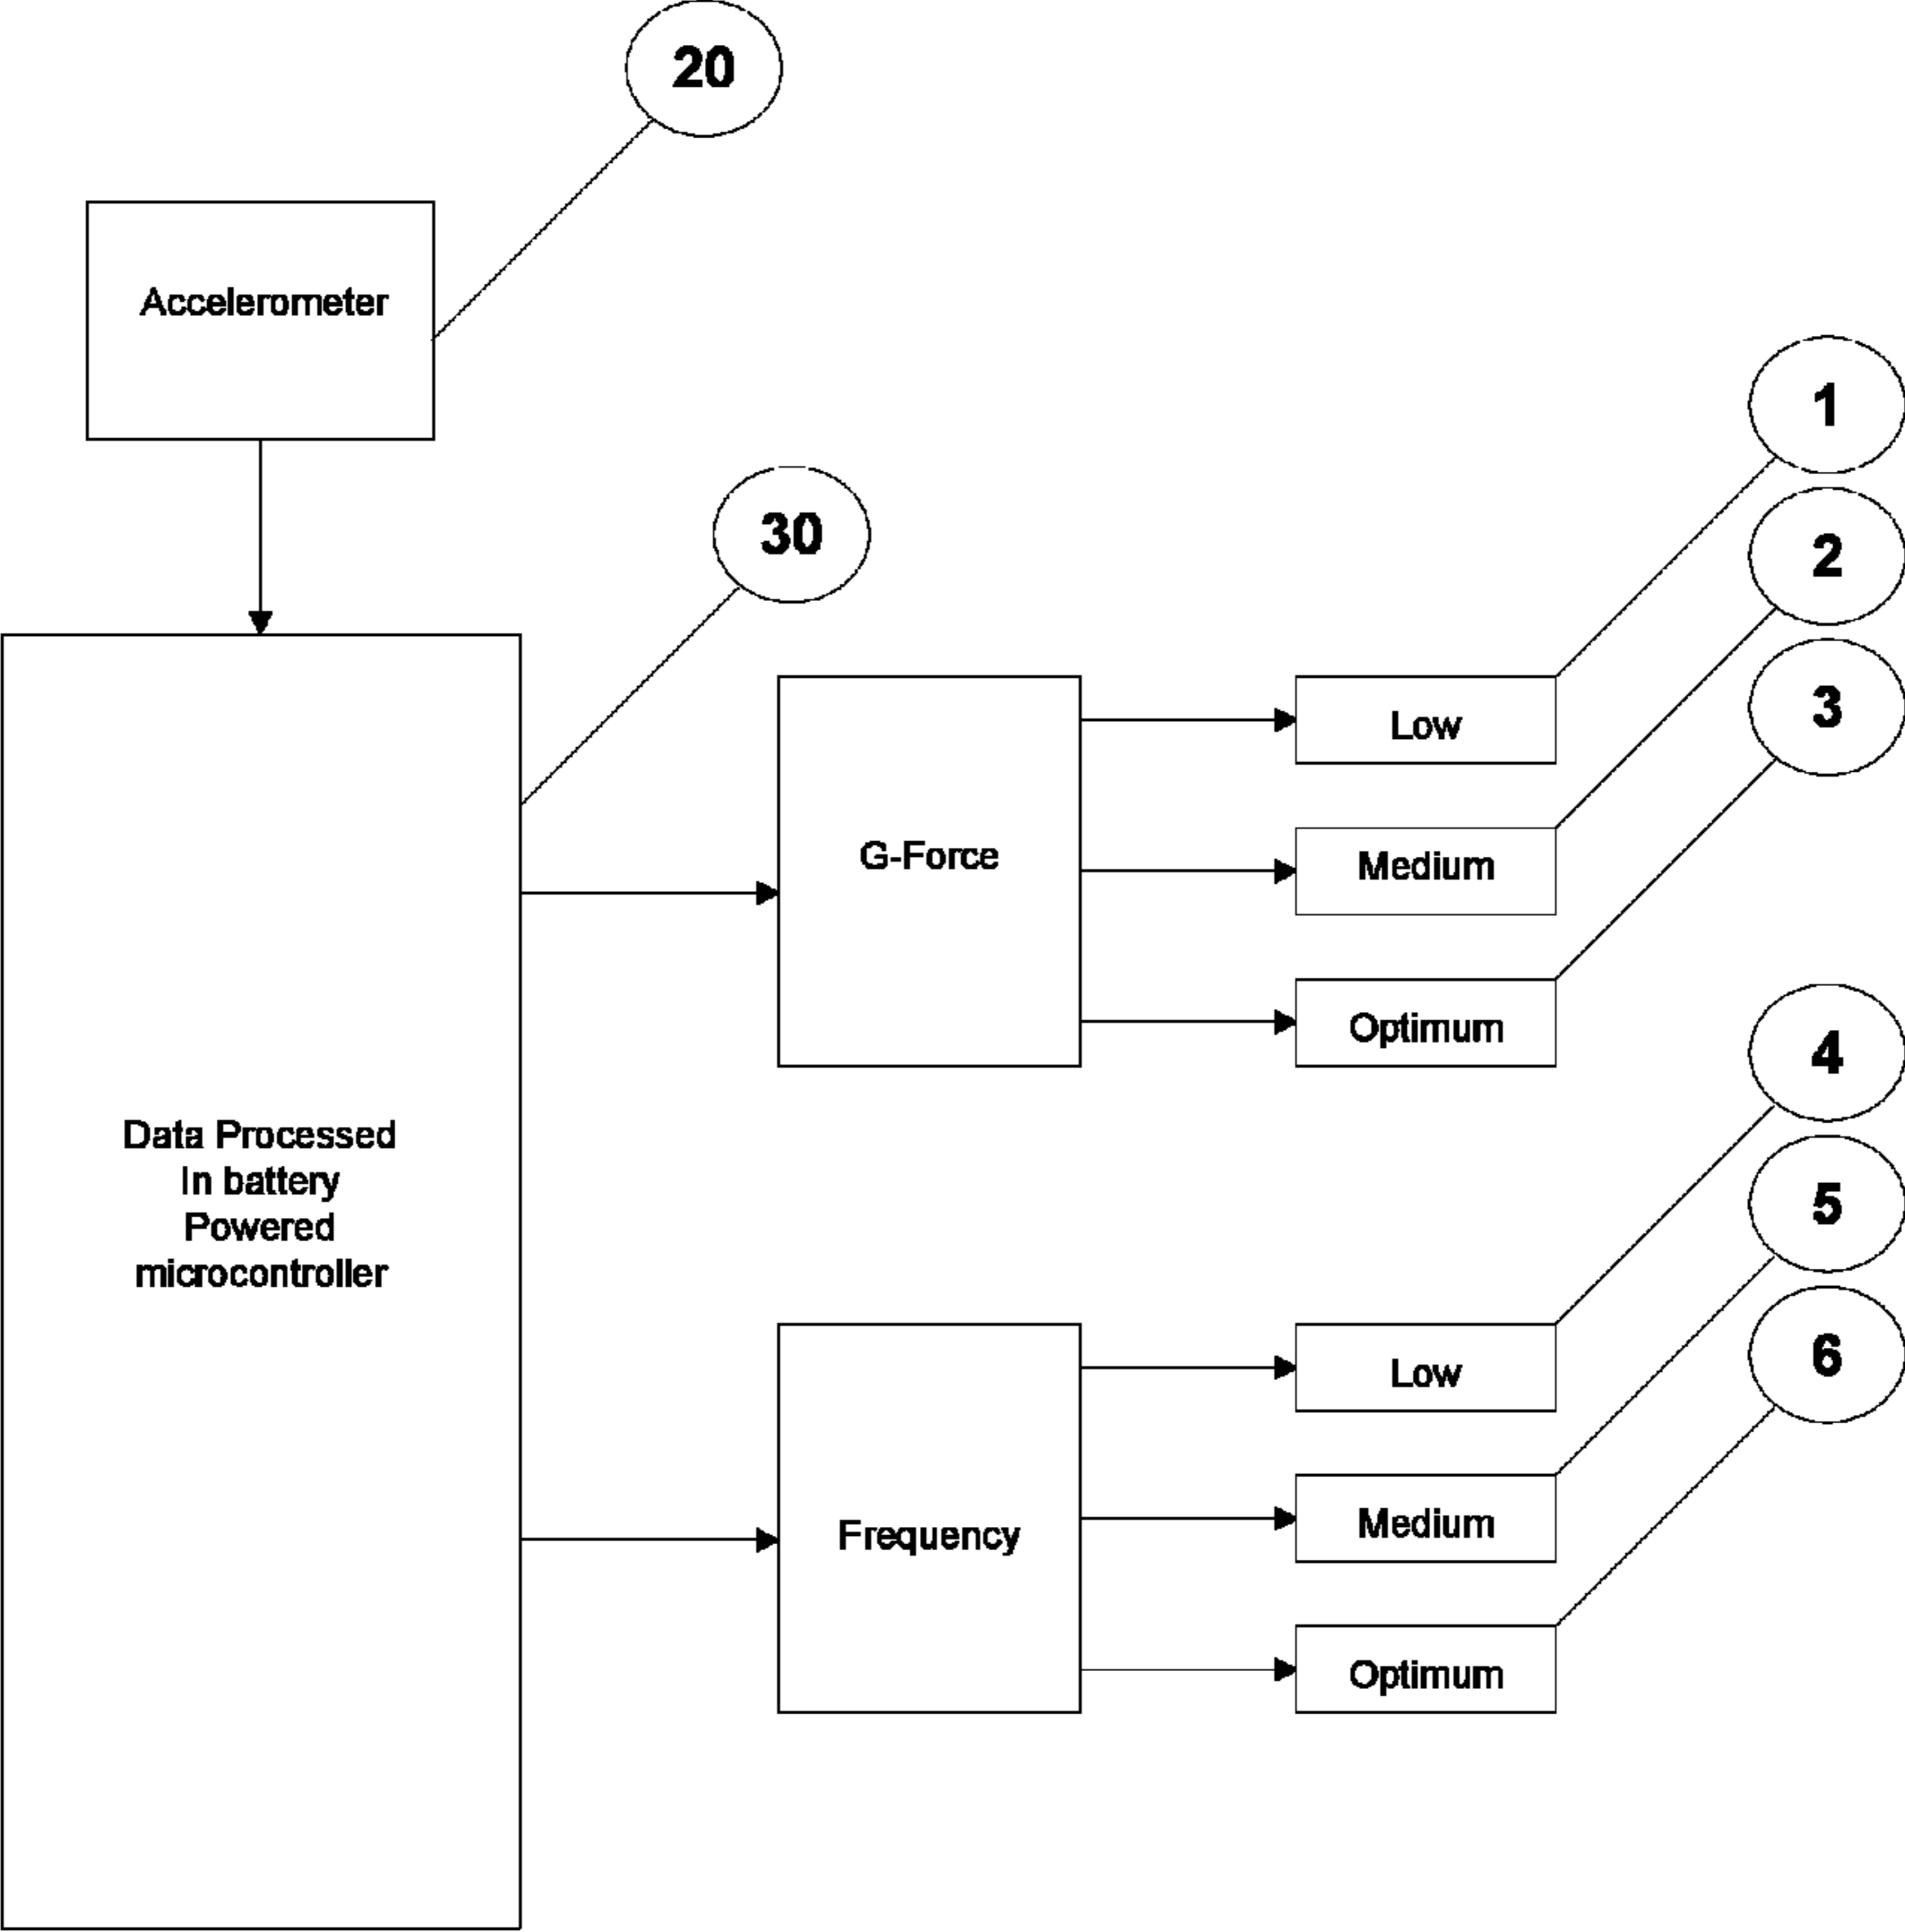 20
Accelerometer
1
30
2
3
Low
G-Force
Medium
Optimum
4
Data Processed
In battery
Powered
microcontroller
5
6
Low
Medium
Frequency
Optimum